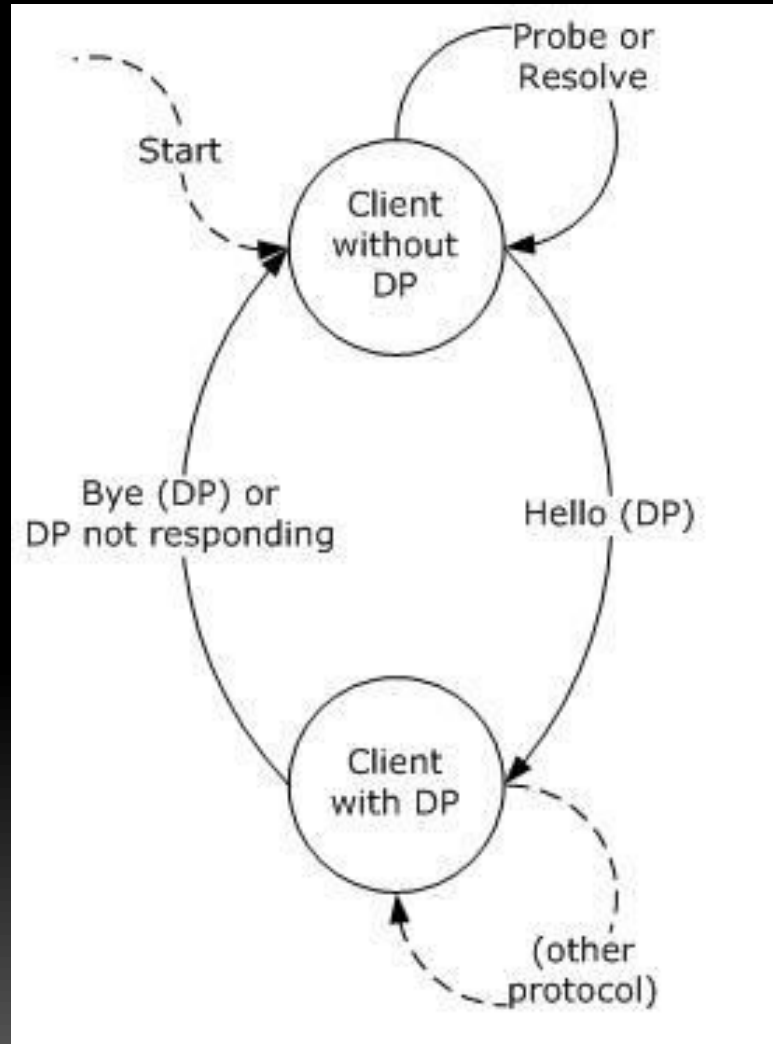 Probe or
Resolve
Start
Client
without
DP
Bye (DP) or
DP not responding
Hello (DP)
Client
with DP
(other
protocol)